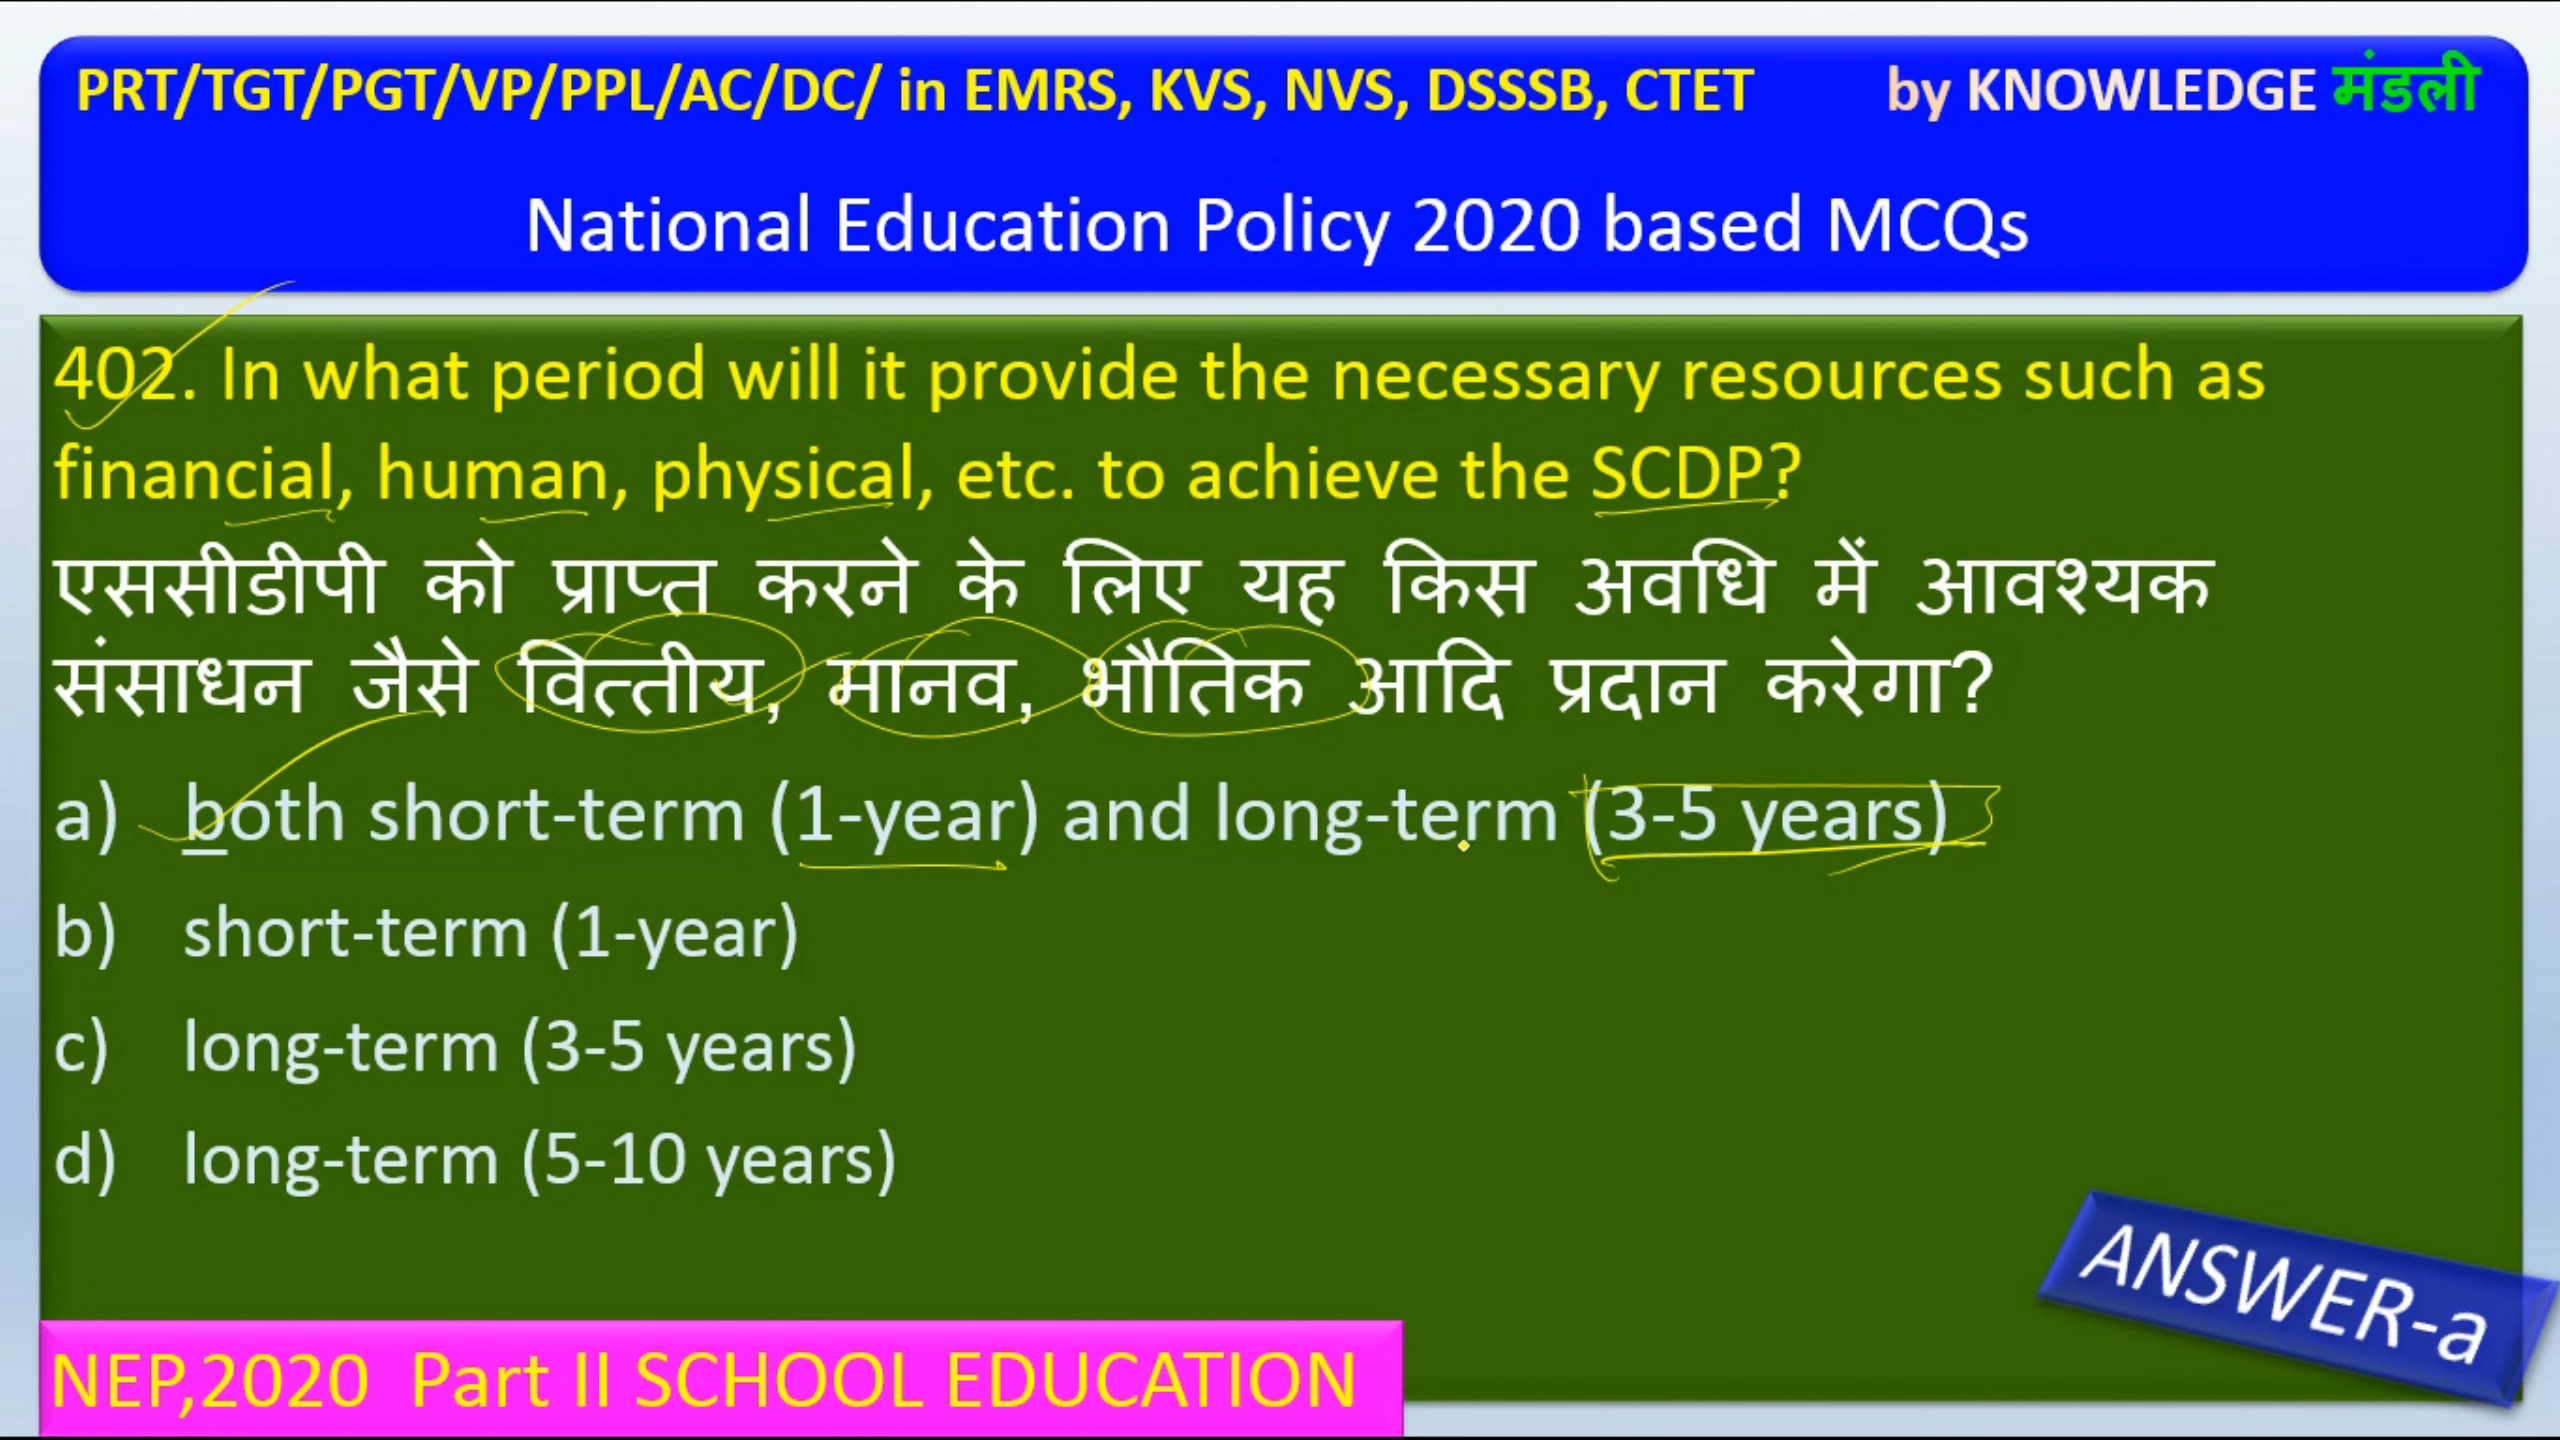 PRT/TGT/PGT/VP/PPL/AC/DC/ in EMRS, KVS, NVS, DSSSB, CTET by KNOWLEDGE मंडली
National Education Policy 2020 based MCQs
402. In what period will it provide the necessary resources such as
financial, human, physical, etc. to achieve the SCDP?
एससीडीपी को प्राप्त करने के लिए यह किस अवधि में आवश्यक
संसाधन जैसे वित्तीय, मानव, भौतिक आदि प्रदान करेगा?
a) both short-term (1-year) and long-term (3-5 years)
b) short-term (1-year)
c) long-term (3-5 years)
d) long-term (5-10 years)
ANSWER-a
NEP,2020 Part II SCHOOL EDUCATION